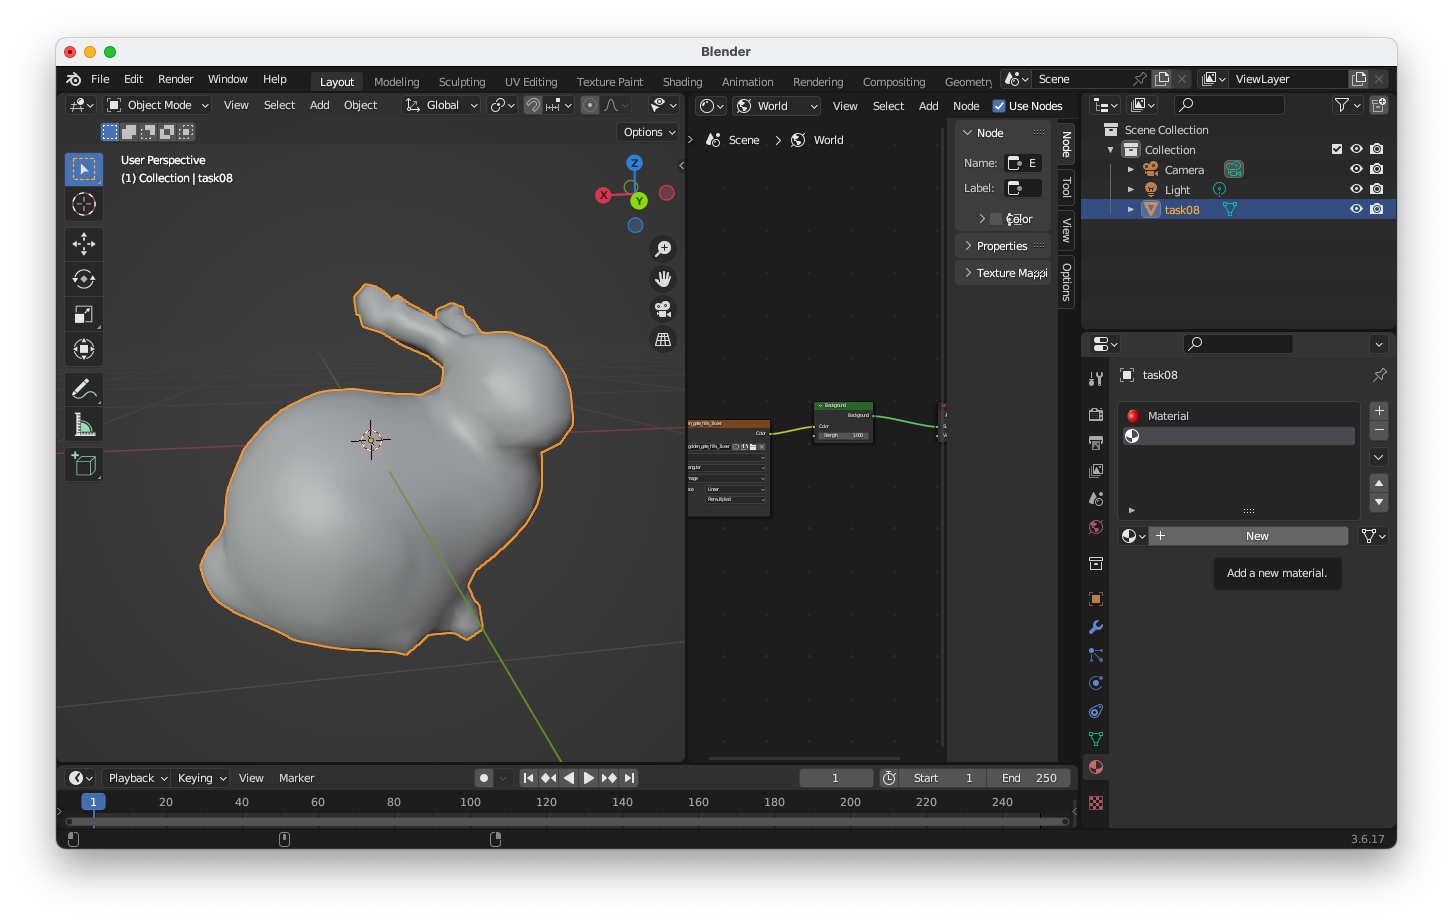 Blender
File Edit Render Window Help Layout Modeling Sculpting UV Editing Texture Paint Shading Animation Rendering Compositing Geometry Scene ViewLayer
Object Mode View Select Add Object Global World View Select Add Node Use Nodes
Options
User Perspective
(1) Collection | task08
Z
X
Y
Scene > World
Node
Name: E
Label:
Color
Properties
Texture Mappi
Node
Tool
View
Options
Color
Linear
Premultiplied
Background
Background
Color
Strength 1.000
Scene Collection
Collection
Camera
Light
task08
task08
Material
New
Add a new material.
Playback Keying View Marker 1 Start 1 End 250
1 20 40 60 80 100 120 140 160 180 200 220 240
3.6.17